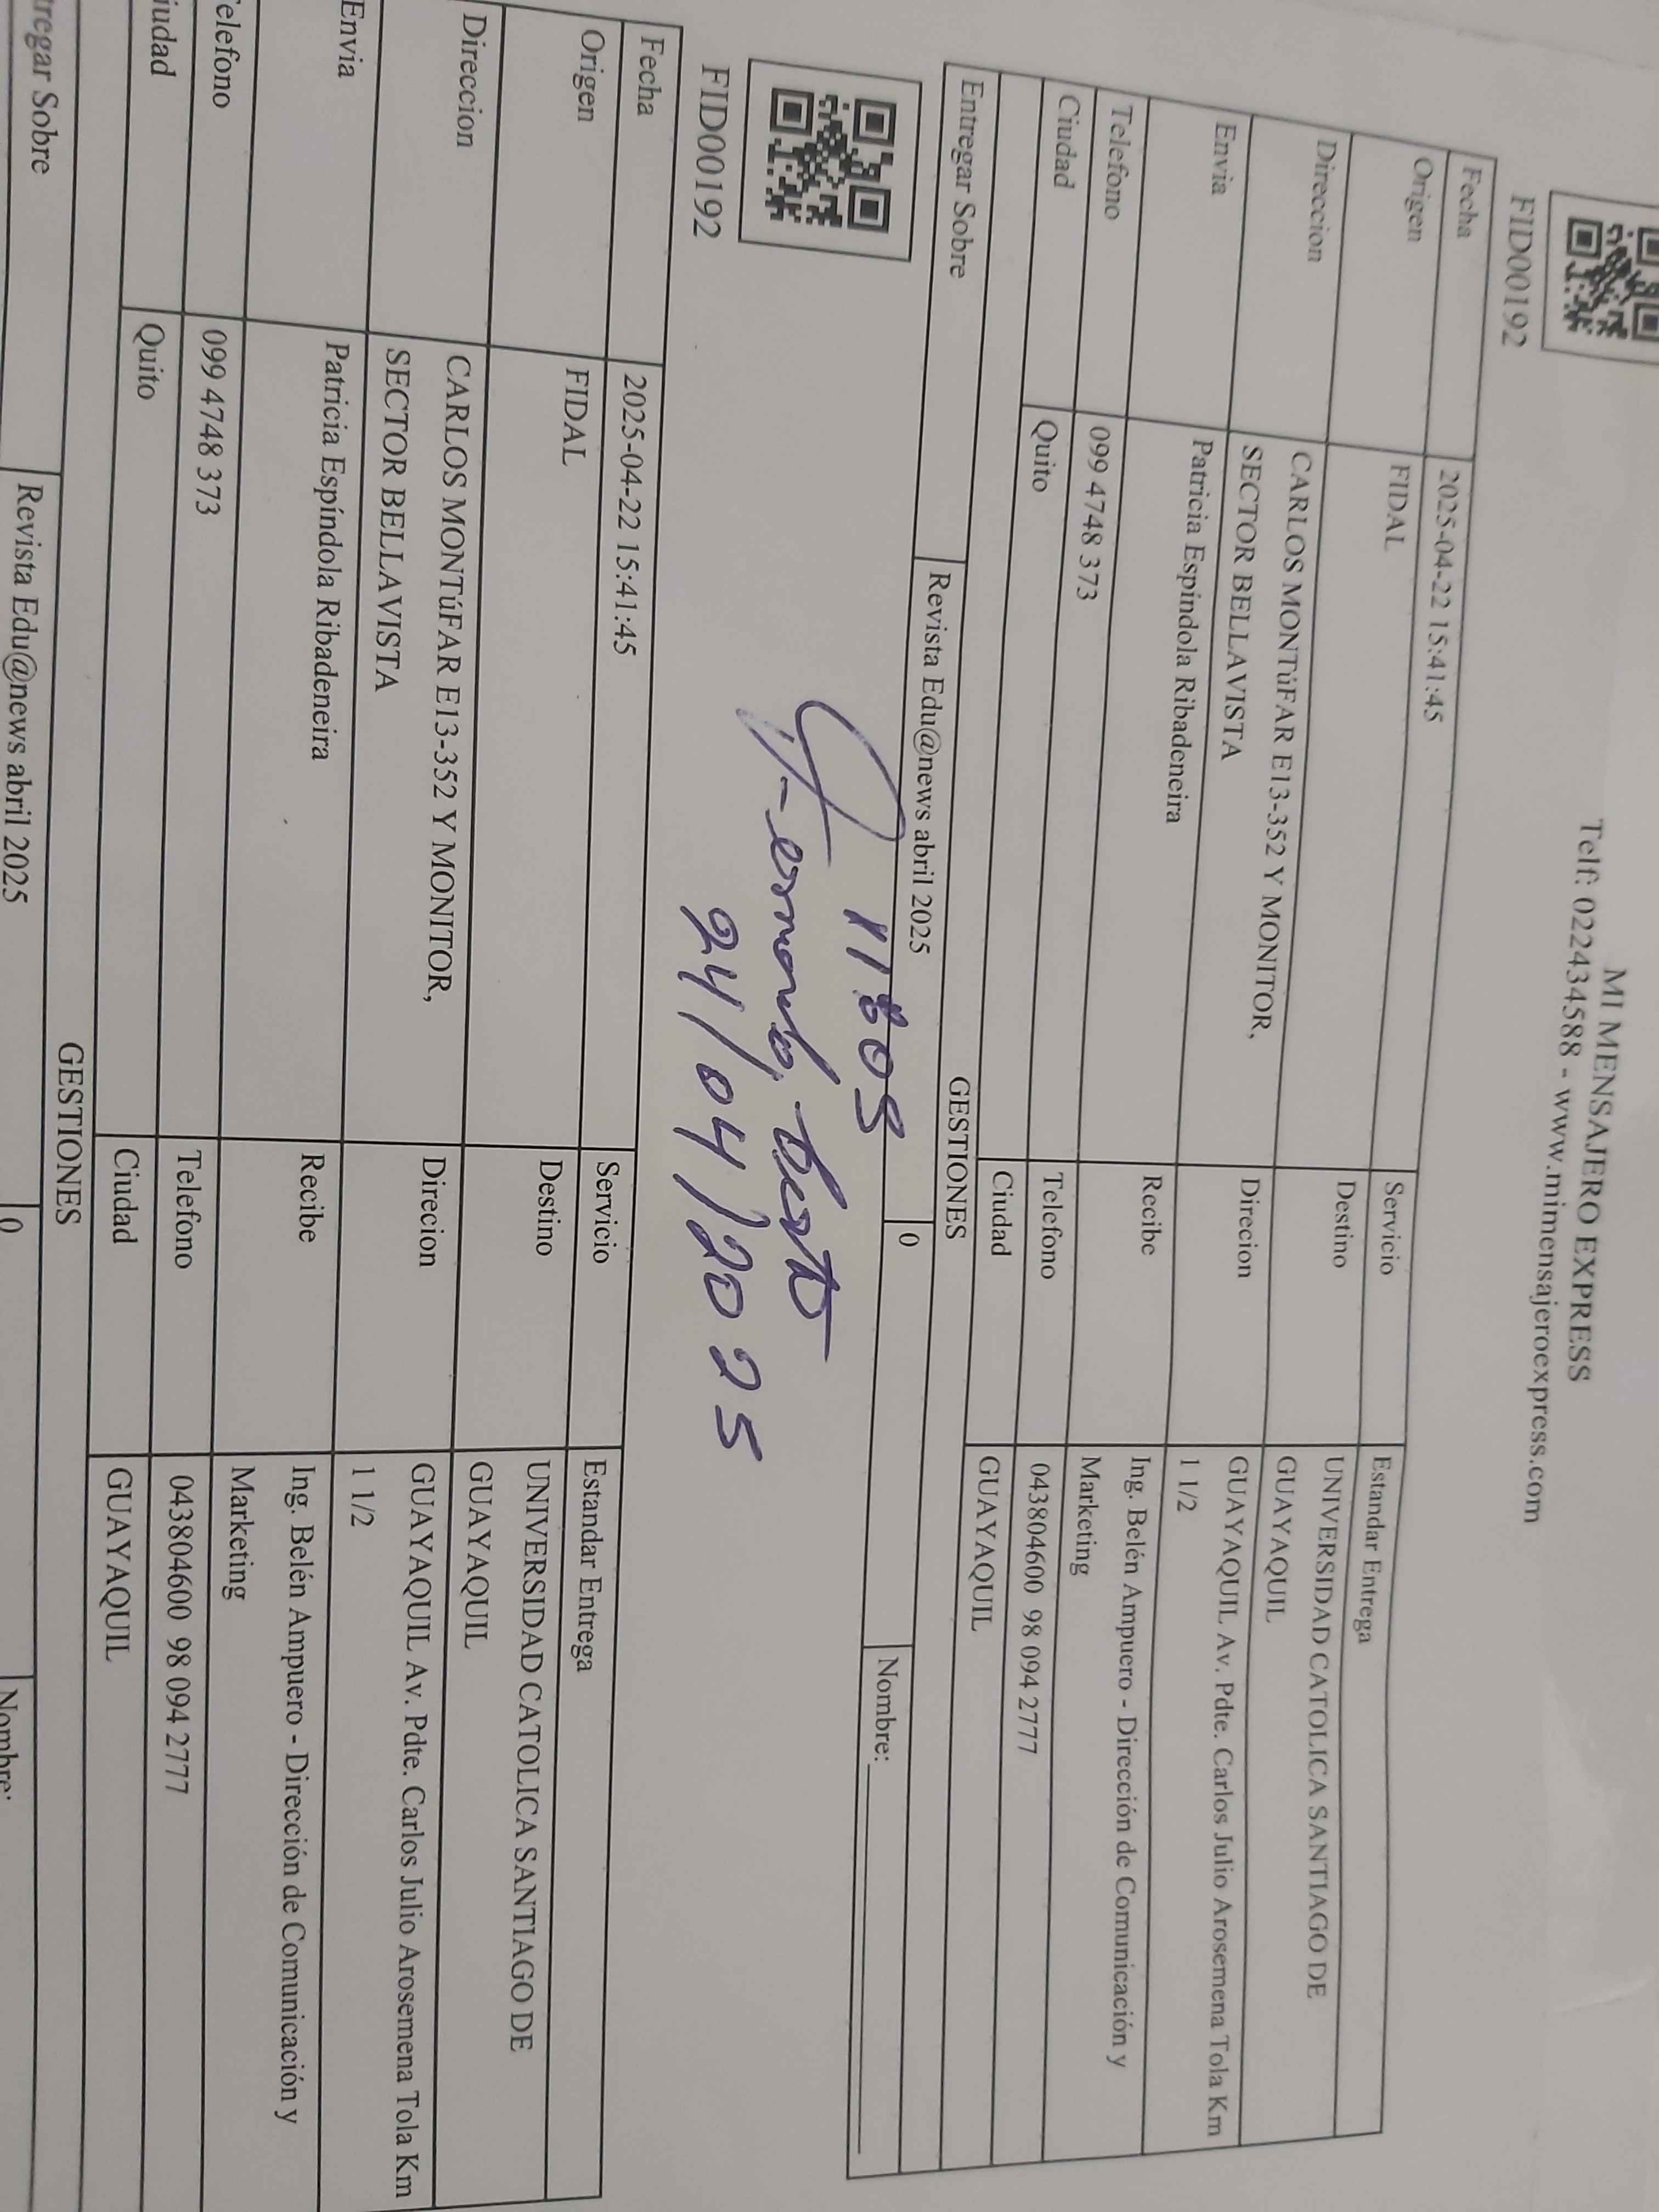 MI MENSAJERO EXPRESS
Telf: 022434588 - www.mimensajeroexpress.com
FID00192
Fecha 2025-04-22 15:41:45 Servicio Estandar Entrega
Origen FIDAL Destino UNIVERSIDAD CATOLICA SANTIAGO DE
GUAYAQUIL
Direccion CARLOS MONTúFAR E13-352 Y MONITOR, Direcion GUAYAQUIL Av. Pdte. Carlos Julio Arosemena Tola Km
SECTOR BELLAVISTA 1 1/2
Envia Patricia Espíndola Ribadeneira Recibe Ing. Belén Ampuero - Dirección de Comunicación y
Marketing
Telefono 099 4748 373 Telefono 043804600 98 094 2777
Ciudad Quito Ciudad GUAYAQUIL
GESTIONES
Entregar Sobre Revista Edu@news abril 2025 0 Nombre:
11:05
24/04/2025
FID00192
Fecha 2025-04-22 15:41:45 Servicio Estandar Entrega
Origen FIDAL Destino UNIVERSIDAD CATOLICA SANTIAGO DE
GUAYAQUIL
Direccion CARLOS MONTúFAR E13-352 Y MONITOR, Direcion GUAYAQUIL Av. Pdte. Carlos Julio Arosemena Tola Km
SECTOR BELLAVISTA 1 1/2
Envia Patricia Espíndola Ribadeneira Recibe Ing. Belén Ampuero - Dirección de Comunicación y
Marketing
Telefono 099 4748 373 Telefono 043804600 98 094 2777
Ciudad Quito Ciudad GUAYAQUIL
GESTIONES
tregar Sobre Revista Edu@news abril 2025 0 Nombre: